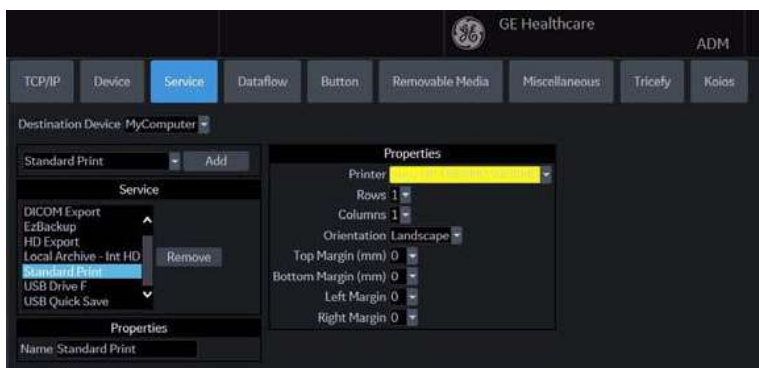 GE Healthcare
ADM
TCP/IP Device Service Dataflow Button Removable Media Miscellaneous Tricefy Koios
Destination Device MyComputer
Standard Print Add
Service
DICOM Export
EzBackup
HD Export
Local Archive - Int HD
Standard Print
USB Drive F
USB Quick Save
Remove
Properties
Name Standard Print
Properties
Printer
Rows 1
Columns 1
Orientation Landscape
Top Margin (mm) 0
Bottom Margin (mm) 0
Left Margin 0
Right Margin 0